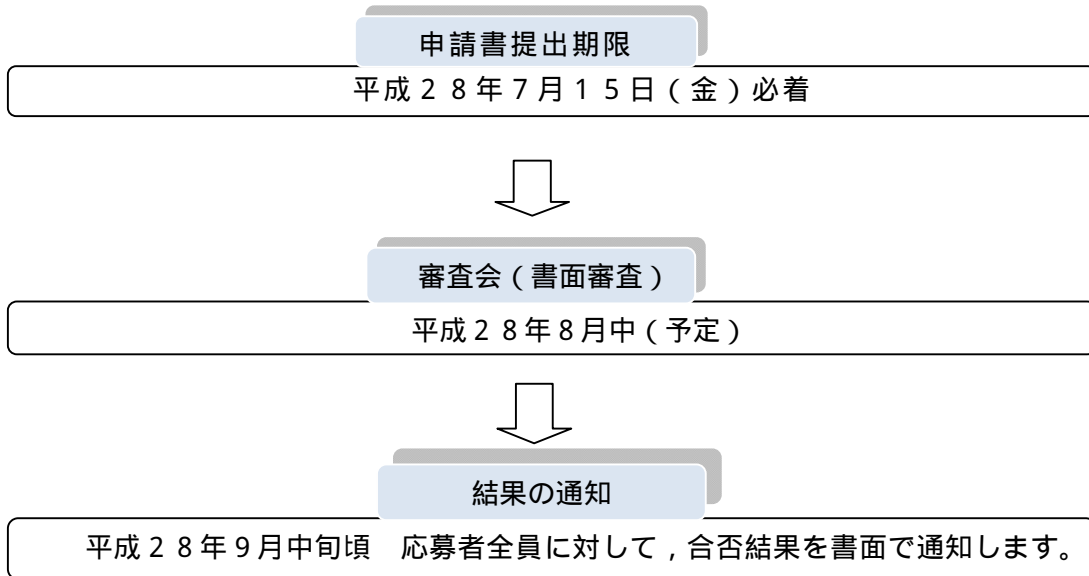 申請書提出期限
平成２８年７月１５日（金）必着
審査会（書面審査）
平成２８年８月中（予定）
結果の通知
平成２８年９月中旬頃　応募者全員に対して，合否結果を書面で通知します。